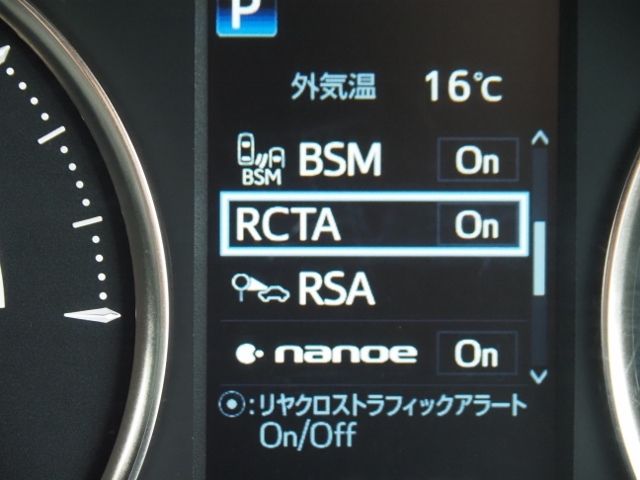 P
外気温 16℃
BSM BSM On
RCTA On
RSA
nanoe On
⦿:リヤクロストラフィックアラート
On/Off